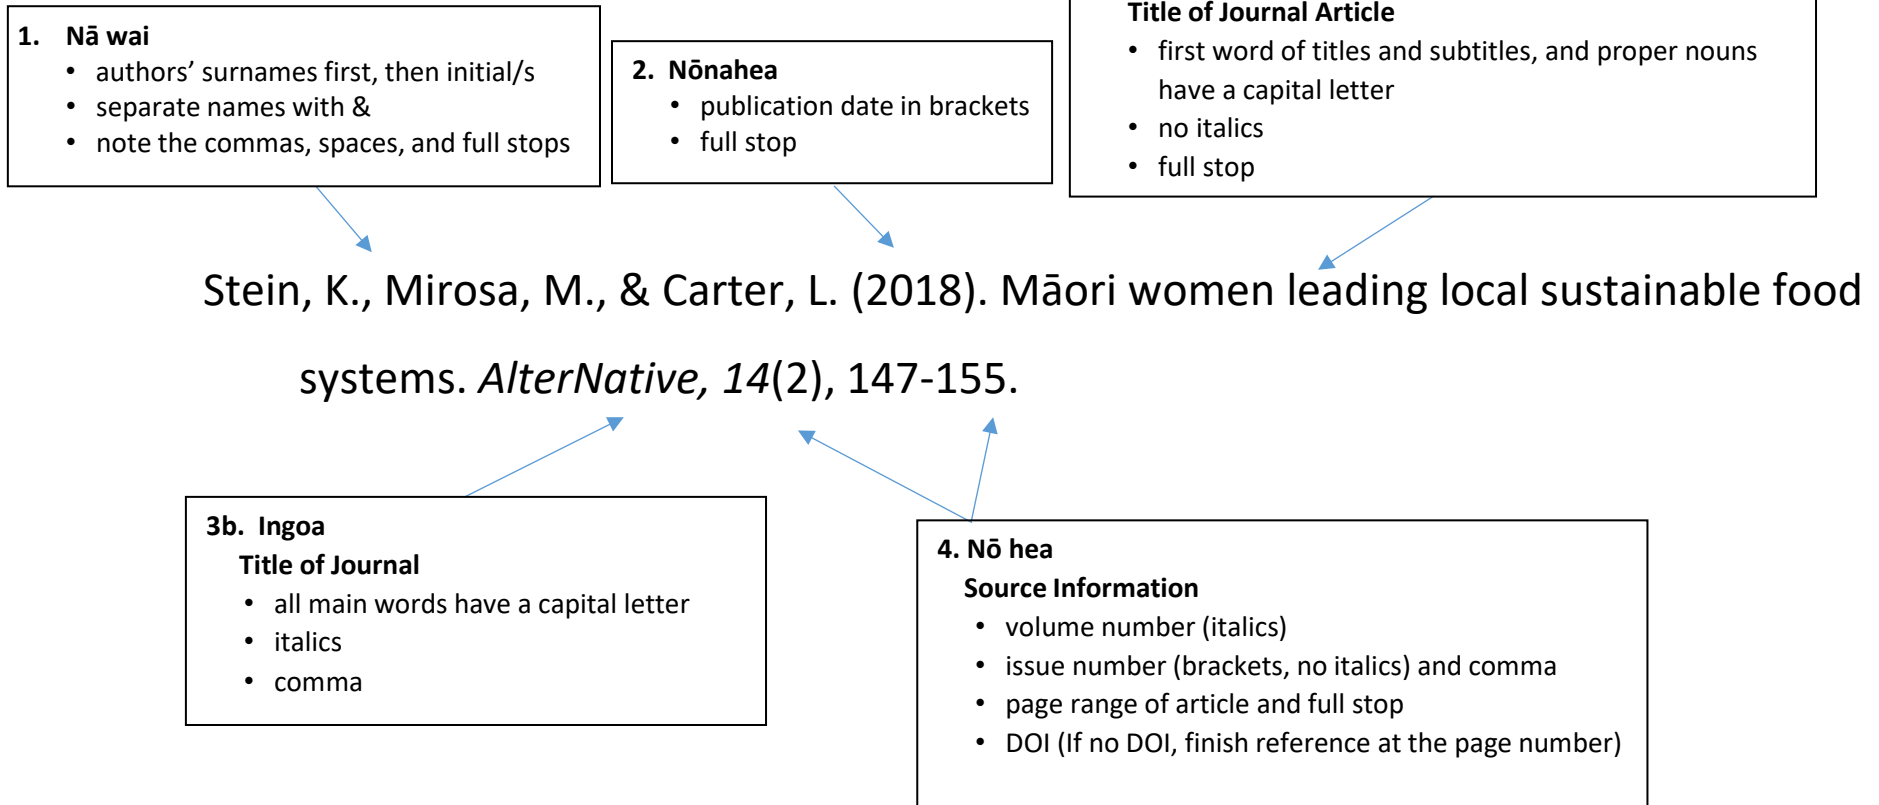 1. Nā wai
• authors’ surnames first, then initial/s
• separate names with &
• note the commas, spaces, and full stops
2. Nōnahea
• publication date in brackets
• full stop
Title of Journal Article
• first word of titles and subtitles, and proper nouns
have a capital letter
• no italics
• full stop
Stein, K., Mirosa, M., & Carter, L. (2018). Māori women leading local sustainable food
systems. AlterNative, 14(2), 147-155.
3b. Ingoa
Title of Journal
• all main words have a capital letter
• italics
• comma
4. Nō hea
Source Information
• volume number (italics)
• issue number (brackets, no italics) and comma
• page range of article and full stop
• DOI (If no DOI, finish reference at the page number)